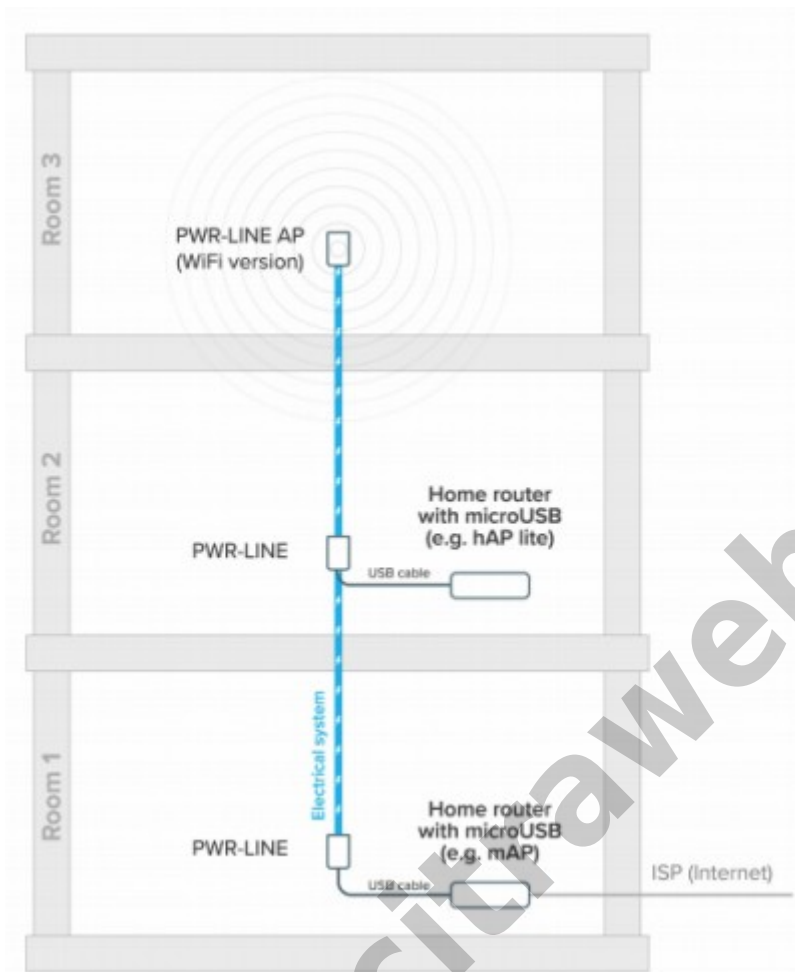 Room 3
PWR-LINE AP
(WiFi version)
Room 2
Home router
with microUSB
(e.g. hAP lite)
PWR-LINE
USB cable
Electrical system
Room 1
Home router
with microUSB
(e.g. mAP)
PWR-LINE
USB cable
ISP (Internet)
citraweb